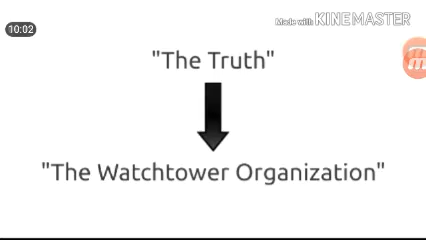 10:02
Made with KINEMASTER
"The Truth"
"The Watchtower Organization"